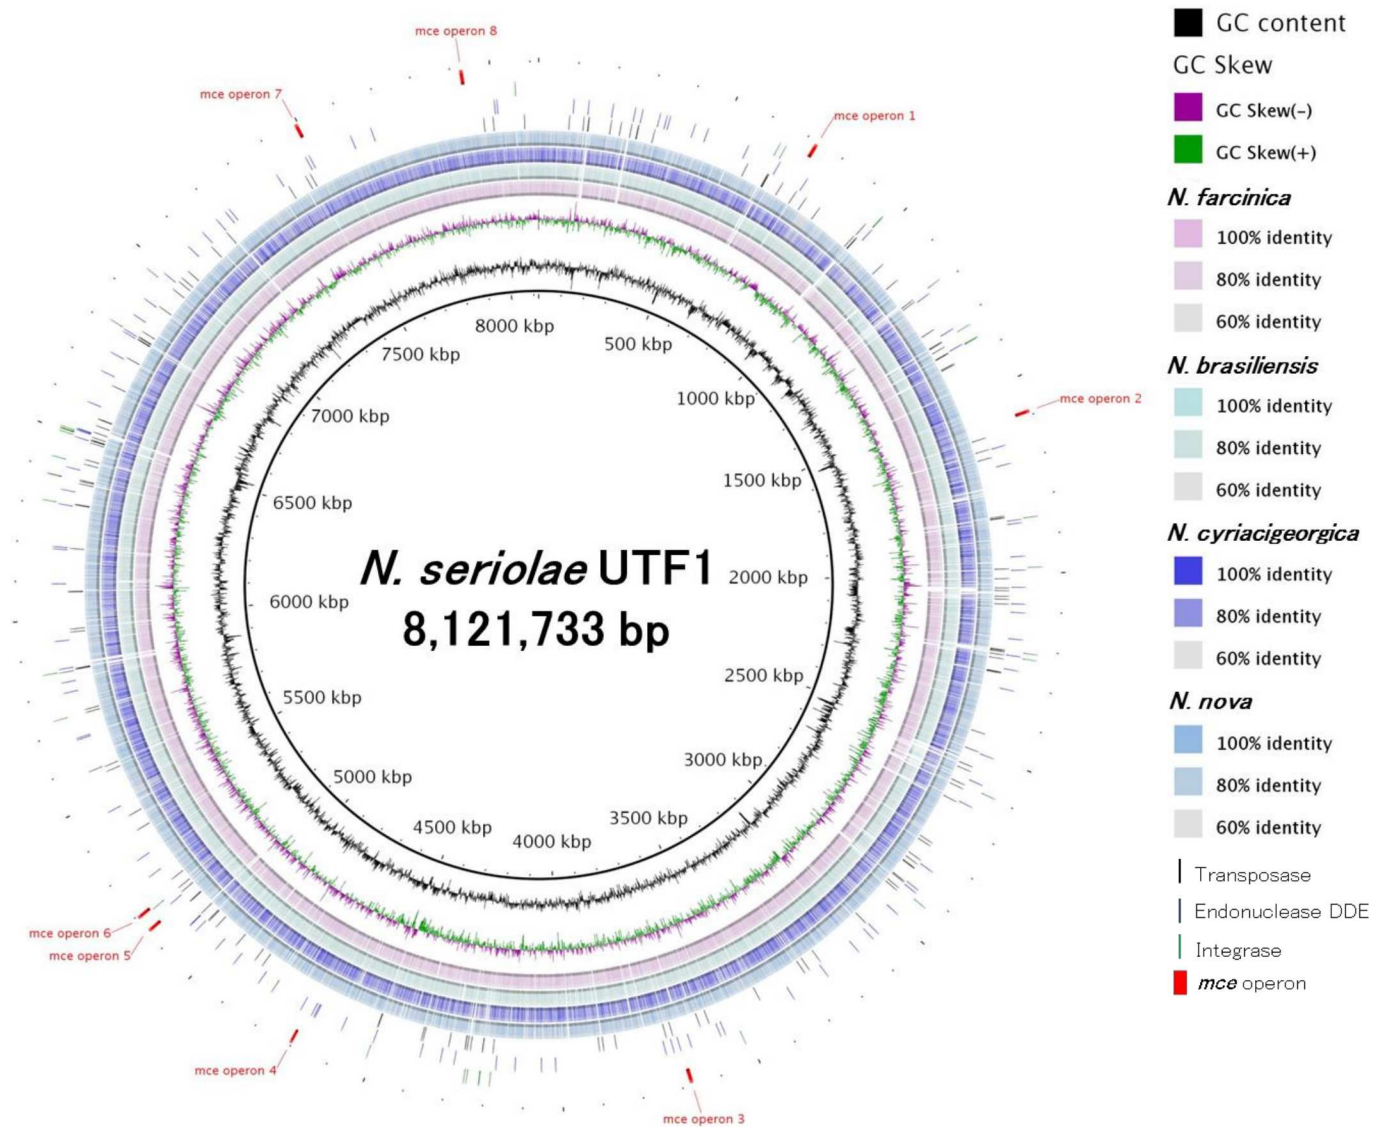 mce operon 8
mce operon 7
mce operon 1
mce operon 2
mce operon 6
mce operon 5
mce operon 4
mce operon 3
8000 kbp
500 kbp
7500 kbp
1000 kbp
7000 kbp
1500 kbp
6500 kbp
2000 kbp
6000 kbp
2500 kbp
5500 kbp
3000 kbp
5000 kbp
3500 kbp
4500 kbp
4000 kbp
N. seriolae UTF1
8,121,733 bp
GC content
GC Skew
GC Skew(-)
GC Skew(+)
N. farcinica
100% identity
80% identity
60% identity
N. brasiliensis
100% identity
80% identity
60% identity
N. cyriacigeorgica
100% identity
80% identity
60% identity
N. nova
100% identity
80% identity
60% identity
Transposase
Endonuclease DDE
Integrase
mce operon